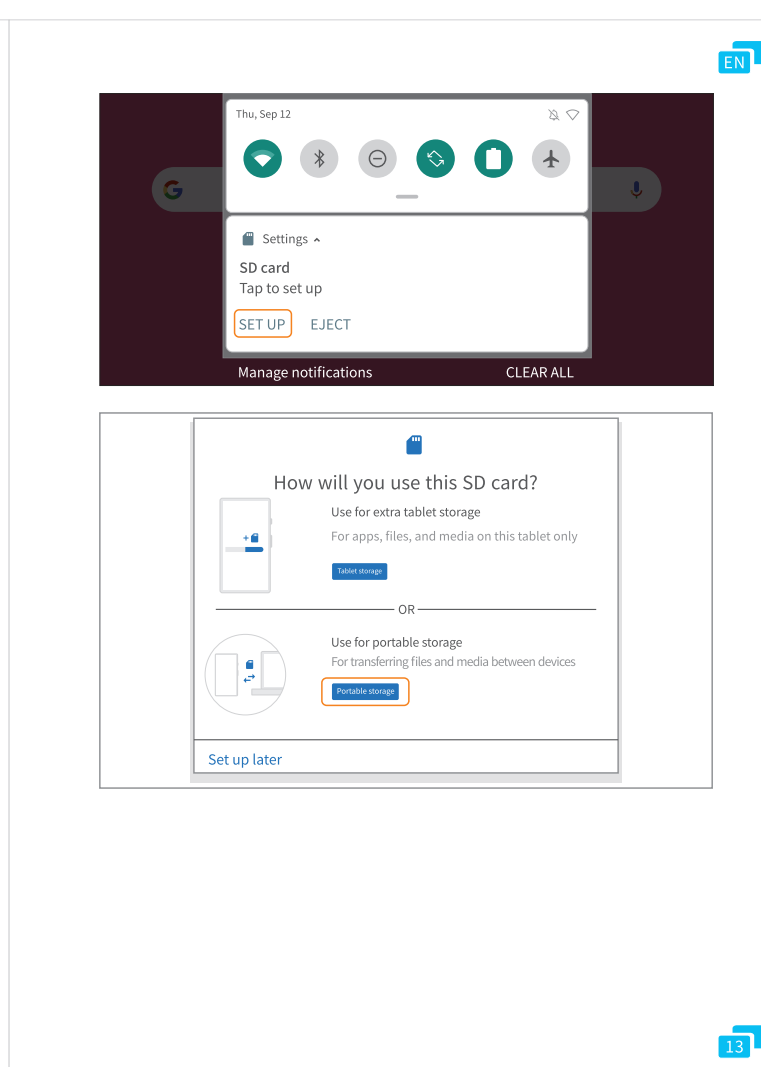 EN
Thu, Sep 12
G
Settings
SD card
Tap to set up
SET UP EJECT
Manage notifications CLEAR ALL
How will you use this SD card?
Use for extra tablet storage
For apps, files, and media on this tablet only
Tablet storage
OR
Use for portable storage
For transferring files and media between devices
Portable storage
Set up later
13